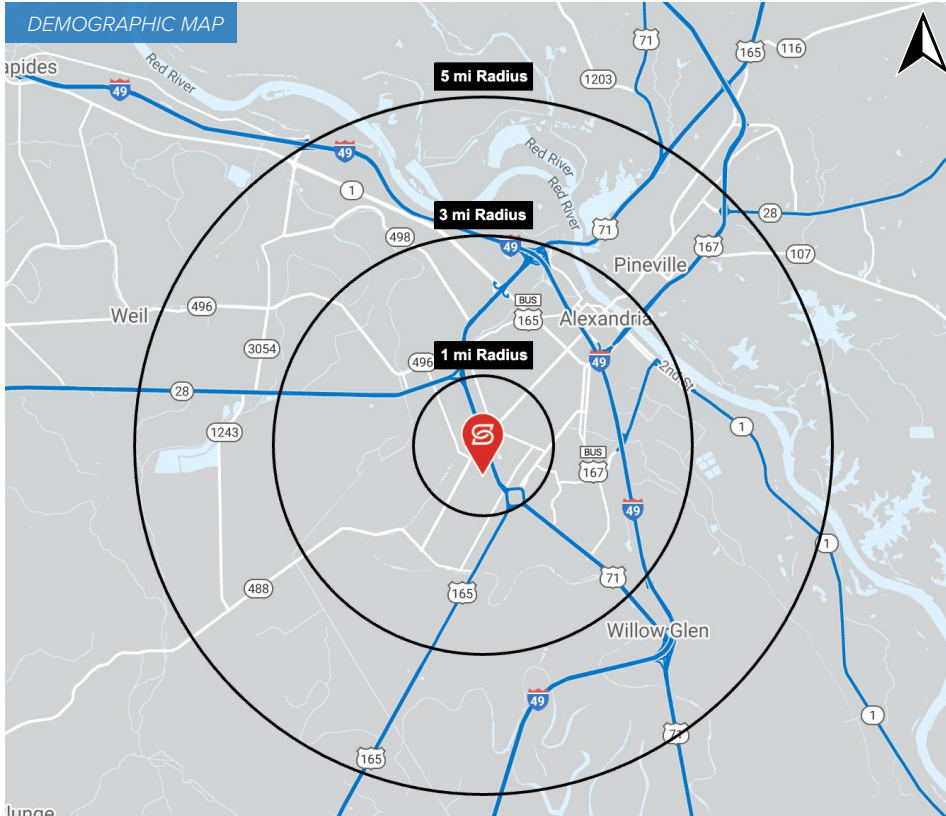 DEMOGRAPHIC MAP
71
165
116
apides
Red River
1203
5 mi Radius
49
49
Red River
1
Red River
28
3 mi Radius
498
49
71
167
107
Pineville
BUS
165
496
Weil
Alexandria
3054
496
1 mi Radius
49
2nd St
28
1243
1
BUS
167
49
1
488
165
71
Willow Glen
49
1
71
165
lunge